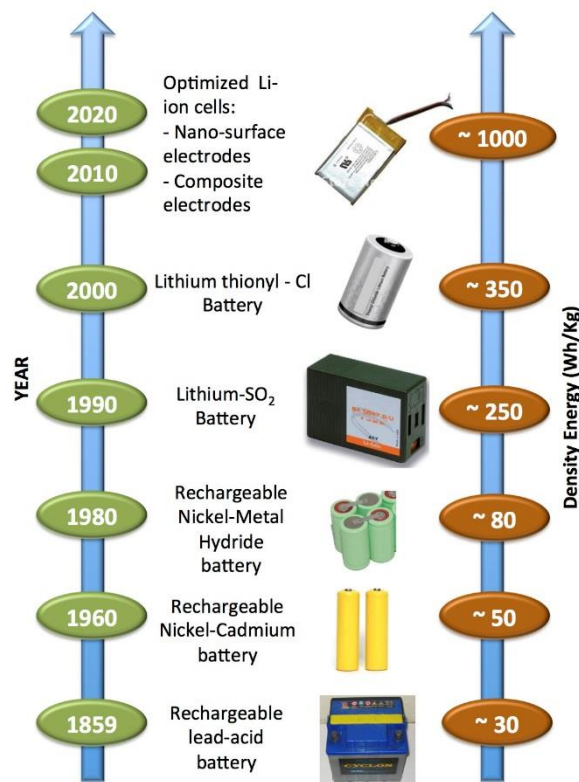 2020
2010
Optimized Li-
ion cells:
- Nano-surface
electrodes
- Composite
electrodes
~ 1000
2000
Lithium thionyl - Cl
Battery
~ 350
YEAR
Density Energy (Wh/Kg)
1990
Lithium-SO₂
Battery
~ 250
1980
Rechargeable
Nickel-Metal
Hydride
battery
~ 80
1960
Rechargeable
Nickel-Cadmium
battery
~ 50
1859
Rechargeable
lead-acid
battery
CYCLON
~ 30